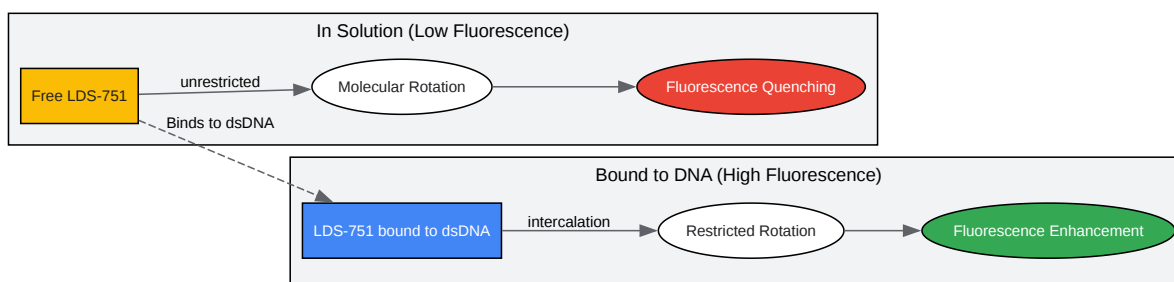 In Solution (Low Fluorescence)
Free LDS-751
unrestricted
Molecular Rotation
Fluorescence Quenching
Binds to dsDNA
Bound to DNA (High Fluorescence)
LDS-751 bound to dsDNA
intercalation
Restricted Rotation
Fluorescence Enhancement